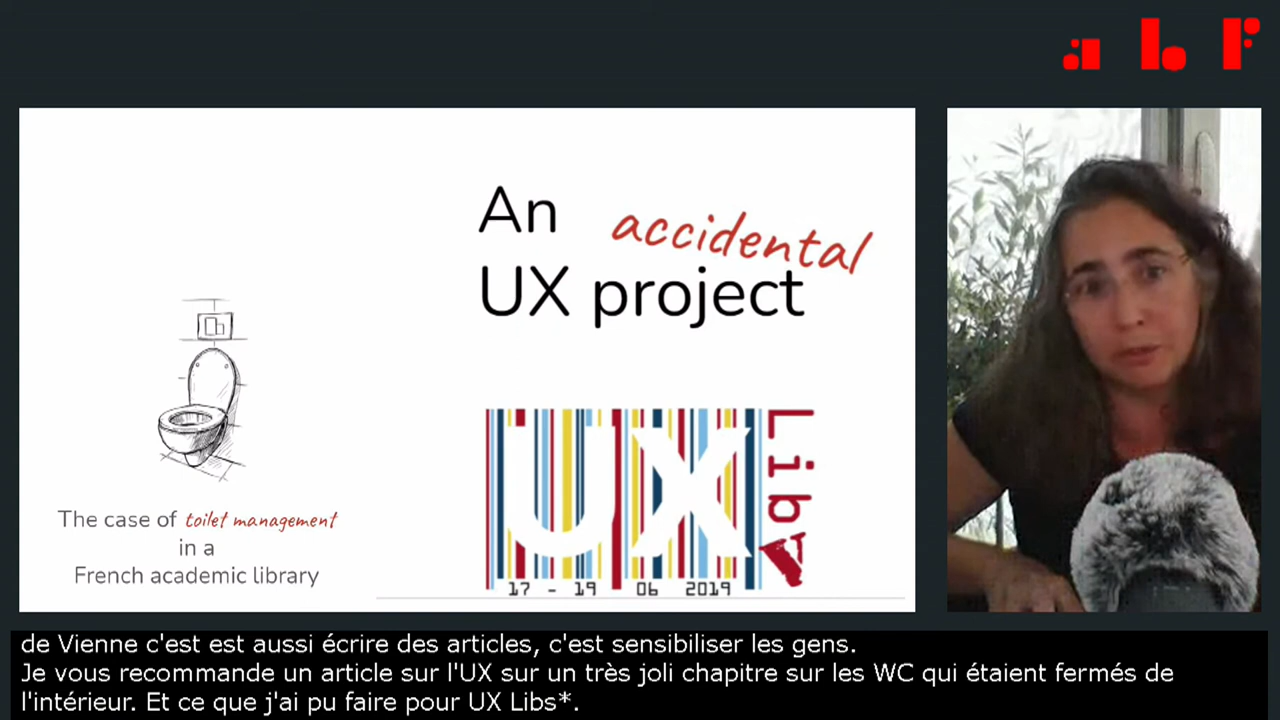 abf
An accidental
UX project
The case of toilet management
in a
French academic library
UX
Lib
17 - 19 06 2019
de Vienne c'est est aussi écrire des articles, c'est sensibiliser les gens.
Je vous recommande un article sur l'UX sur un très joli chapitre sur les WC qui étaient fermés de
l'intérieur. Et ce que j'ai pu faire pour UX Libs*.